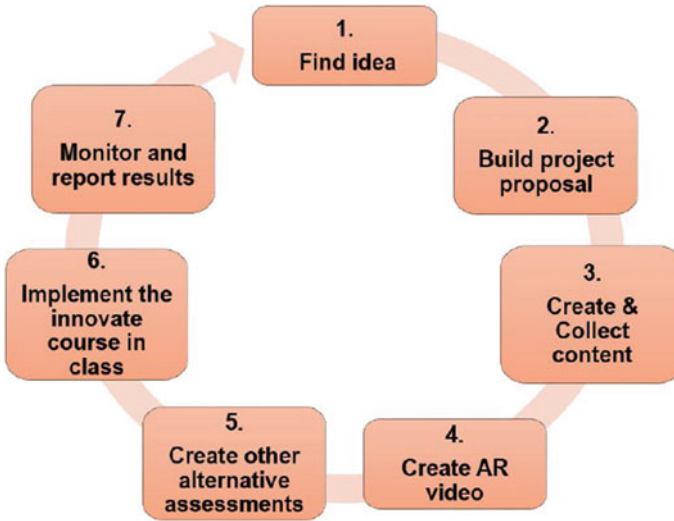 1.
Find idea
2.
Build project
proposal
3.
Create &
Collect
content
4.
Create AR
video
5.
Create other
alternative
assessments
6.
Implement the
innovate
course in
class
7.
Monitor and
report results